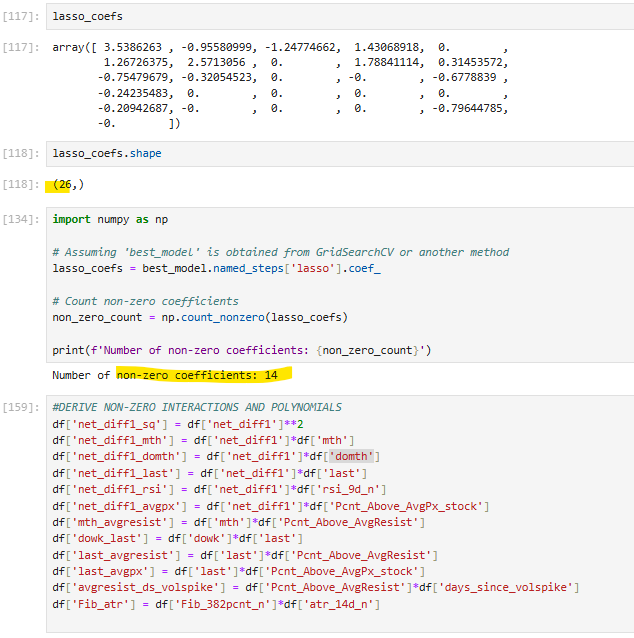 [117]: lasso_coefs
[117]: array([ 3.5386263 , -0.95580999, -1.24774662,  1.43068918,  0.        ,
        1.26726375,  2.5713056 ,  0.        ,  1.78841114,  0.31453572,
       -0.75479679, -0.32054523,  0.        , -0.        , -0.6778839 ,
       -0.24235483,  0.        ,  0.        ,  0.        ,  0.        ,
       -0.20942687, -0.        ,  0.        ,  0.        , -0.79644785,
       -0.        ])
[118]: lasso_coefs.shape
[118]: (26,)
[134]: import numpy as np
# Assuming 'best_model' is obtained from GridSearchCV or another method
lasso_coefs = best_model.named_steps['lasso'].coef_
# Count non-zero coefficients
non_zero_count = np.count_nonzero(lasso_coefs)
print(f'Number of non-zero coefficients: {non_zero_count}')
Number of non-zero coefficients: 14
[159]: #DERIVE NON-ZERO INTERACTIONS AND POLYNOMIALS
df['net_diff1_sq'] = df['net_diff1']**2
df['net_diff1_mth'] = df['net_diff1']*df['mth']
df['net_diff1_domth'] = df['net_diff1']*df['domth']
df['net_diff1_last'] = df['net_diff1']*df['last']
df['net_diff1_rsi'] = df['net_diff1']*df['rsi_9d_n']
df['net_diff1_avgpx'] = df['net_diff1']*df['Pcnt_Above_AvgPx_stock']
df['mth_avgresist'] = df['mth']*df['Pcnt_Above_AvgResist']
df['dowk_last'] = df['dowk']*df['last']
df['last_avgresist'] = df['last']*df['Pcnt_Above_AvgResist']
df['last_avgpx'] = df['last']*df['Pcnt_Above_AvgPx_stock']
df['avgresist_ds_volspike'] = df['Pcnt_Above_AvgResist']*df['days_since_volspike']
df['Fib_atr'] = df['Fib_382pcnt_n']*df['atr_14d_n']